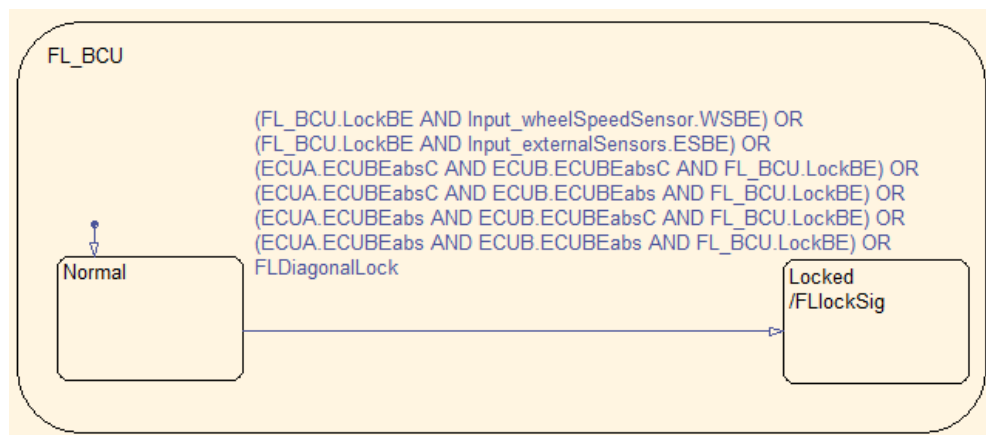 FL_BCU
(FL_BCU.LockBE AND Input_wheelSpeedSensor.WSBE) OR
(FL_BCU.LockBE AND Input_externalSensors.ESBE) OR
(ECUA.ECUBEabsC AND ECUB.ECUBEabsC AND FL_BCU.LockBE) OR
(ECUA.ECUBEabsC AND ECUB.ECUBEabs AND FL_BCU.LockBE) OR
(ECUA.ECUBEabs AND ECUB.ECUBEabsC AND FL_BCU.LockBE) OR
(ECUA.ECUBEabs AND ECUB.ECUBEabs AND FL_BCU.LockBE) OR
FLDiagonalLock
Normal
Locked
/FLlockSig